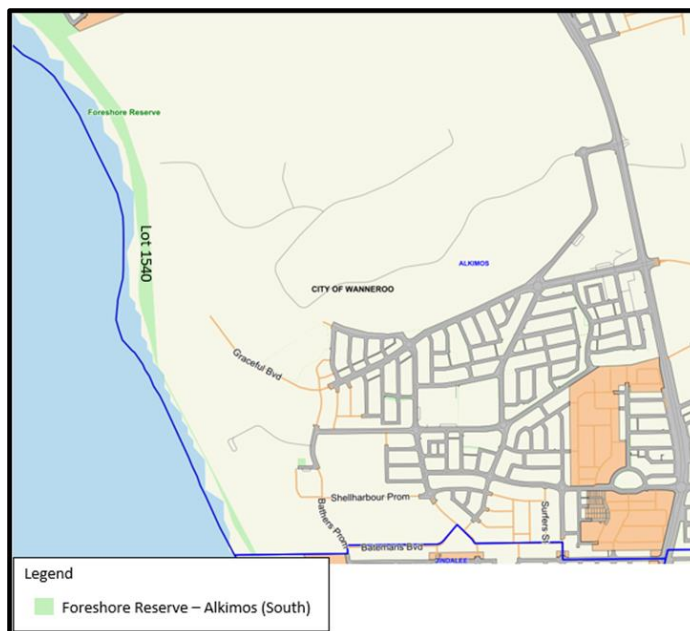 Foreshore Reserve
Lot 1540
ALKIMOS
CITY OF WANNEROO
Graceful Bvd
Shellharbour Prom
Bathers Prom
Surfers St
Batemans Bvd
Legend
Foreshore Reserve – Alkimos (South)